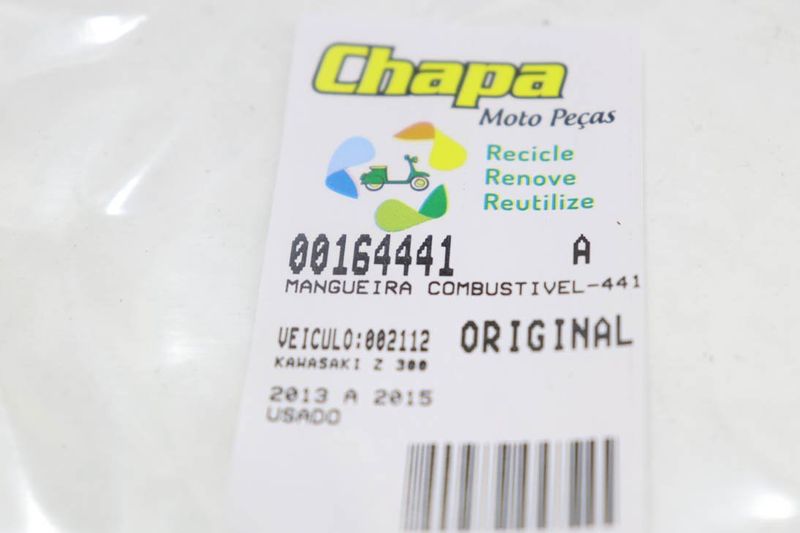 Chapa
Moto Peças
Recicle
Renove
Reutilize
00164441 A
MANGUEIRA COMBUSTIVEL-441
VEICULO:002112 ORIGINAL
KAWASAKI Z 300
2013 A 2015
USADO